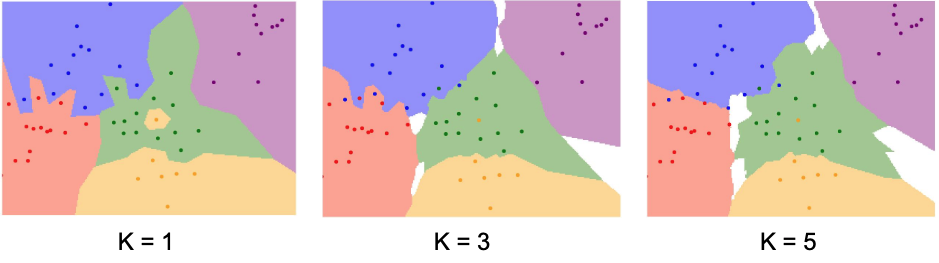 K = 1
K = 3
K = 5